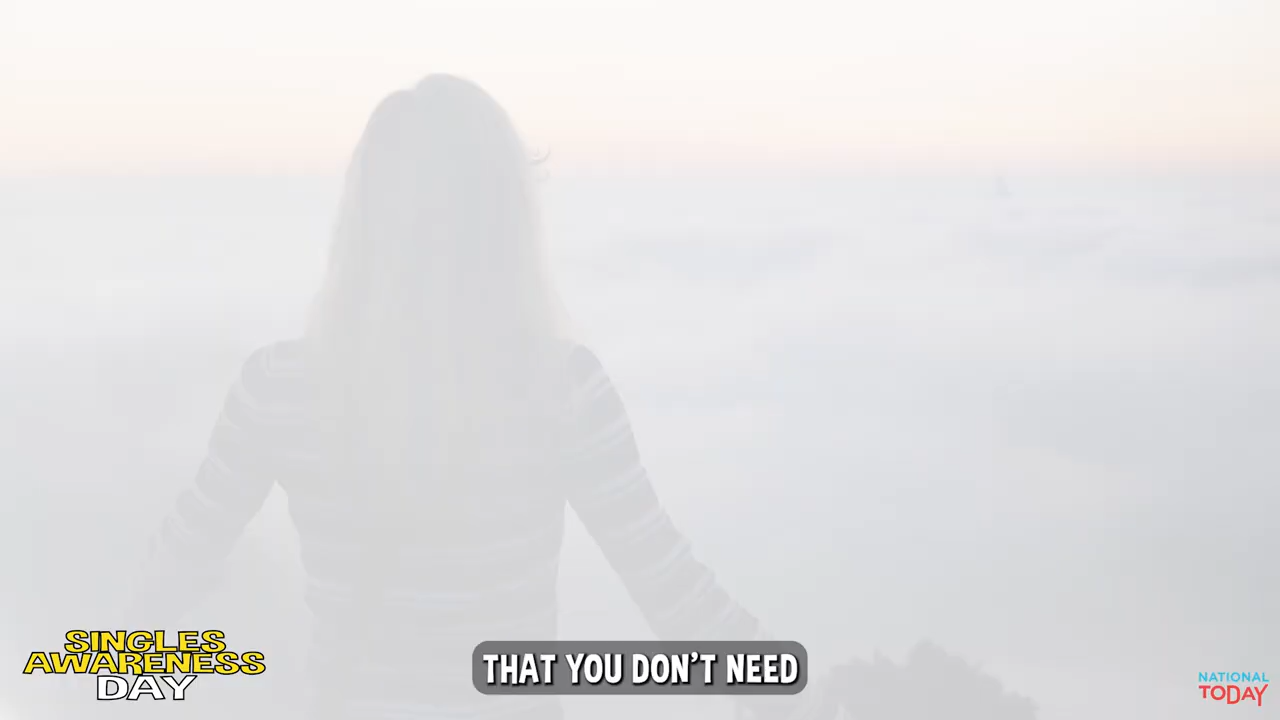 SINGLES
AWARENESS
DAY
THAT YOU DON'T NEED
NATIONAL
TODAY